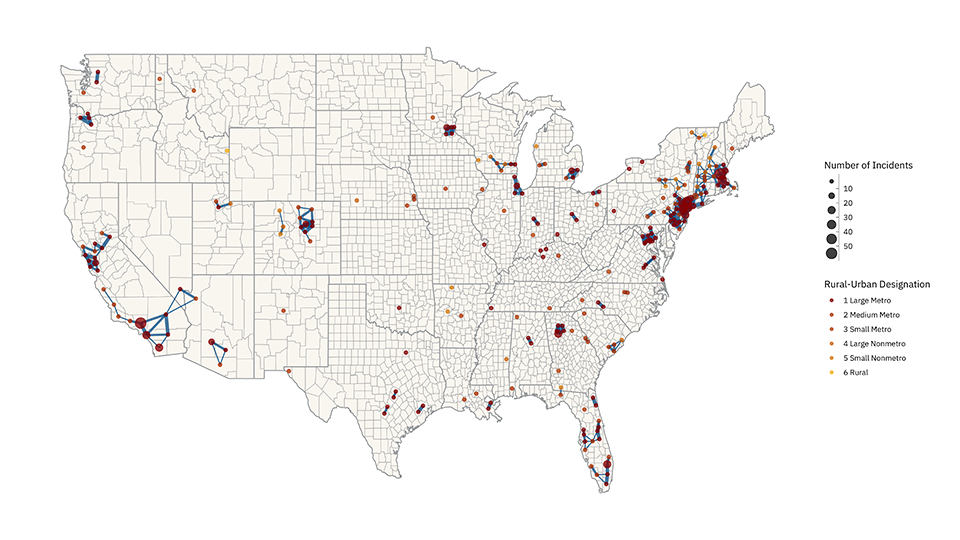 Number of Incidents
10
20
30
40
50
Rural-Urban Designation
1 Large Metro
2 Medium Metro
3 Small Metro
4 Large Nonmetro
5 Small Nonmetro
6 Rural